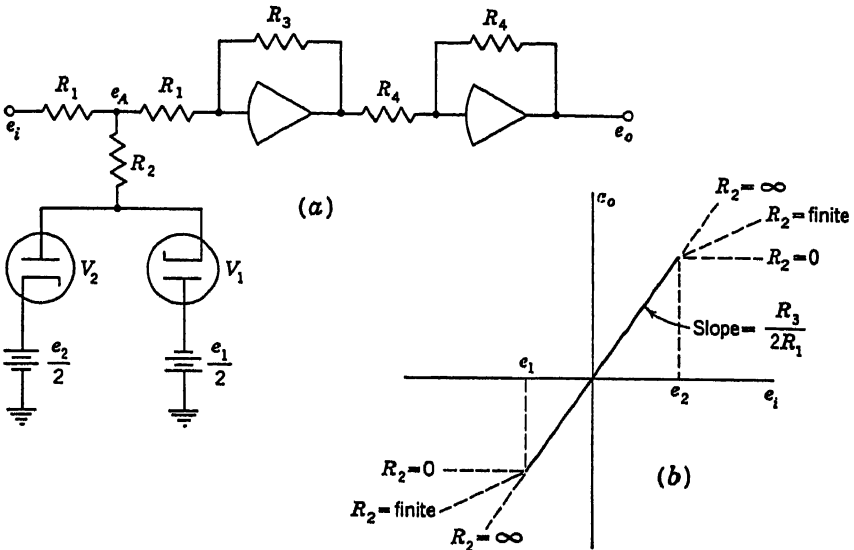 R3
R4
R1
eA
R1
R4
ei
eo
R2
(a)
V2
V1
e2/2
e1/2
eo
R2=∞
R2=finite
R2=0
Slope= R3/2R1
e1
e2
ei
R2=0
R2=finite
R2=∞
(b)